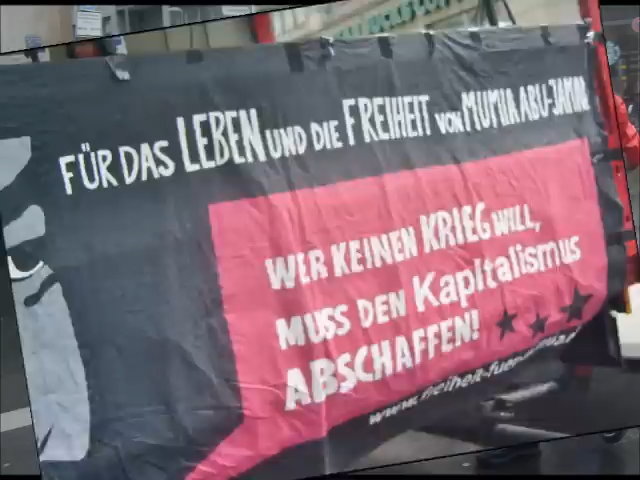 FÜR DAS LEBEN UND DIE FREIHEIT VON MUMIA ABU-JAMAL
WER KEINEN KRIEG WILL,
MUSS DEN Kapitalismus
ABSCHAFFEN!